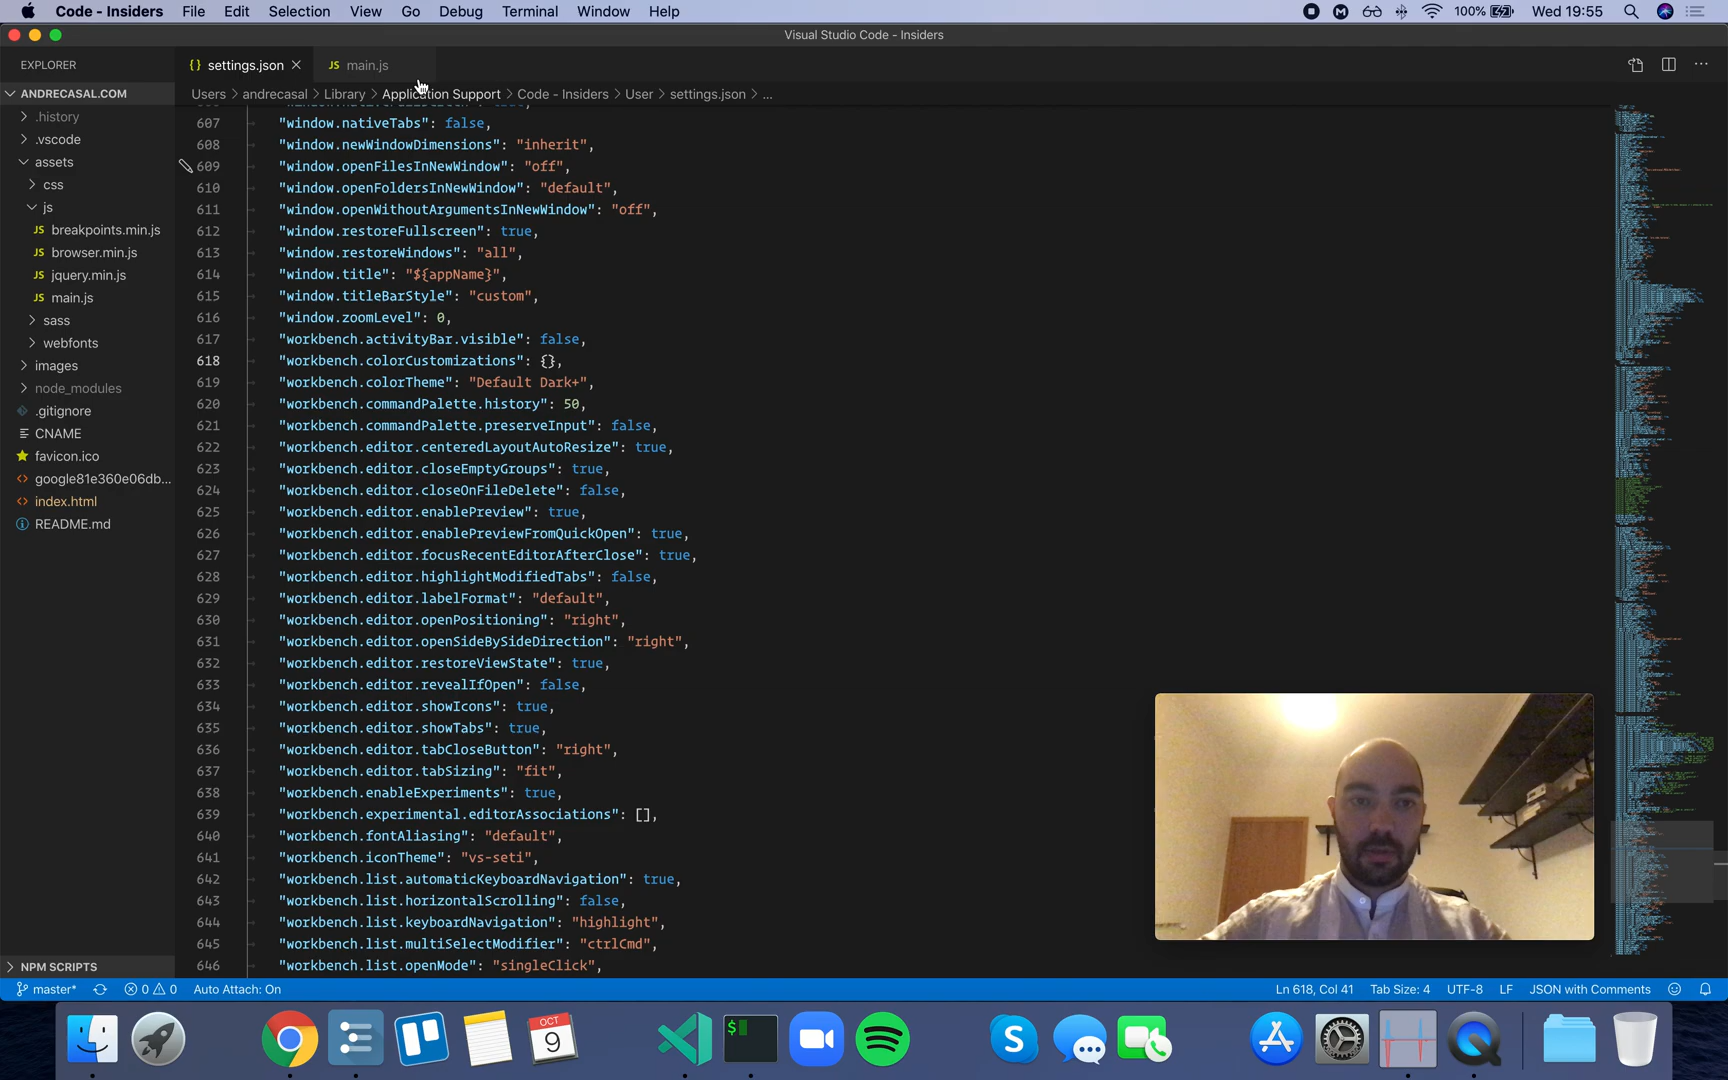 Code - Insiders File Edit Selection View Go Debug Terminal Window Help 100% Wed 19:55
Visual Studio Code - Insiders
EXPLORER
{ } settings.json × JS main.js
ANDRECASAL.COM
Users > andrecasal > Library > Application Support > Code - Insiders > User > settings.json > ...
.history
.vscode
assets
css
js
JS breakpoints.min.js
JS browser.min.js
JS jquery.min.js
JS main.js
sass
webfonts
images
node_modules
.gitignore
CNAME
favicon.ico
google81e360e06db...
index.html
README.md
NPM SCRIPTS
607 "window.nativeTabs": false,
608 "window.newWindowDimensions": "inherit",
609 "window.openFilesInNewWindow": "off",
610 "window.openFoldersInNewWindow": "default",
611 "window.openWithoutArgumentsInNewWindow": "off",
612 "window.restoreFullscreen": true,
613 "window.restoreWindows": "all",
614 "window.title": "${appName}",
615 "window.titleBarStyle": "custom",
616 "window.zoomLevel": 0,
617 "workbench.activityBar.visible": false,
618 "workbench.colorCustomizations": {},
619 "workbench.colorTheme": "Default Dark+",
620 "workbench.commandPalette.history": 50,
621 "workbench.commandPalette.preserveInput": false,
622 "workbench.editor.centeredLayoutAutoResize": true,
623 "workbench.editor.closeEmptyGroups": true,
624 "workbench.editor.closeOnFileDelete": false,
625 "workbench.editor.enablePreview": true,
626 "workbench.editor.enablePreviewFromQuickOpen": true,
627 "workbench.editor.focusRecentEditorAfterClose": true,
628 "workbench.editor.highlightModifiedTabs": false,
629 "workbench.editor.labelFormat": "default",
630 "workbench.editor.openPositioning": "right",
631 "workbench.editor.openSideBySideDirection": "right",
632 "workbench.editor.restoreViewState": true,
633 "workbench.editor.revealIfOpen": false,
634 "workbench.editor.showIcons": true,
635 "workbench.editor.showTabs": true,
636 "workbench.editor.tabCloseButton": "right",
637 "workbench.editor.tabSizing": "fit",
638 "workbench.enableExperiments": true,
639 "workbench.experimental.editorAssociations": [],
640 "workbench.fontAliasing": "default",
641 "workbench.iconTheme": "vs-seti",
642 "workbench.list.automaticKeyboardNavigation": true,
643 "workbench.list.horizontalScrolling": false,
644 "workbench.list.keyboardNavigation": "highlight",
645 "workbench.list.multiSelectModifier": "ctrlCmd",
646 "workbench.list.openMode": "singleClick",
master* 0 0 Auto Attach: On Ln 618, Col 41 Tab Size: 4 UTF-8 LF JSON with Comments
OCT
9
$